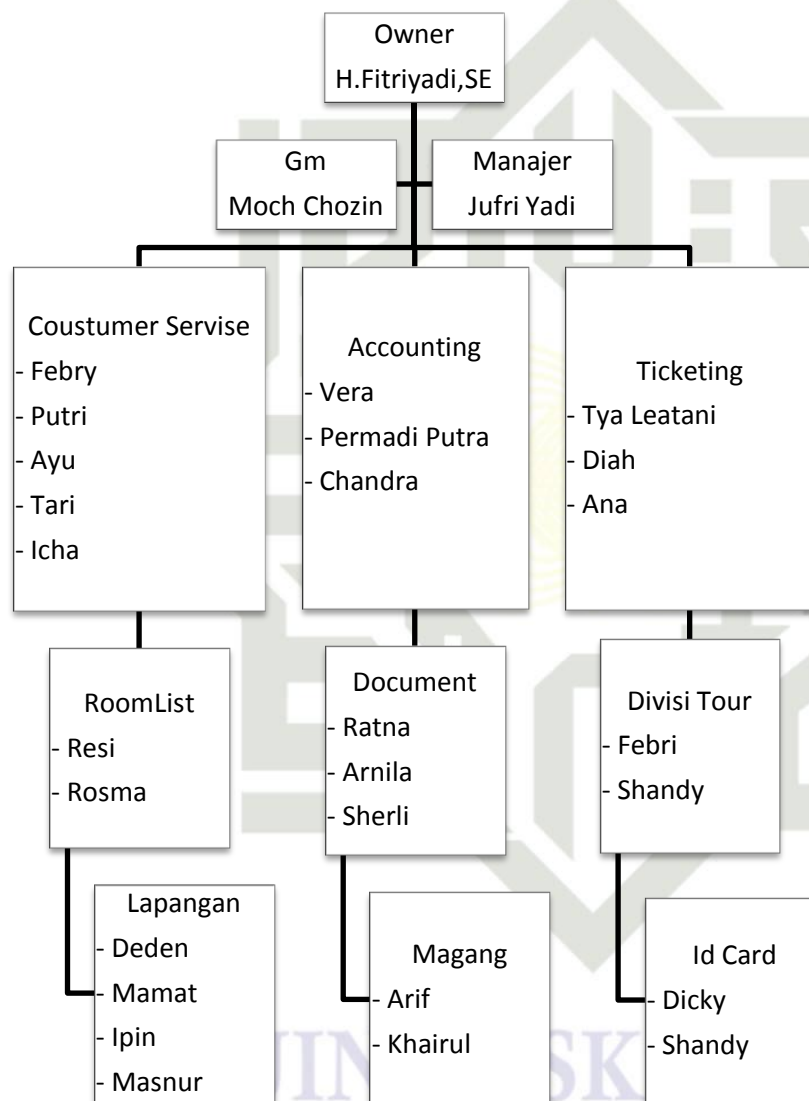 Owner
H.Fitriyadi,SE
Gm
Moch Chozin
Manajer
Jufri Yadi
Coustumer Servise
- Febry
- Putri
- Ayu
- Tari
- Icha
Accounting
- Vera
- Permadi Putra
- Chandra
Ticketing
- Tya Leatani
- Diah
- Ana
RoomList
- Resi
- Rosma
Document
- Ratna
- Arnila
- Sherli
Divisi Tour
- Febri
- Shandy
Lapangan
- Deden
- Mamat
- Ipin
- Masnur
Magang
- Arif
- Khairul
Id Card
- Dicky
- Shandy